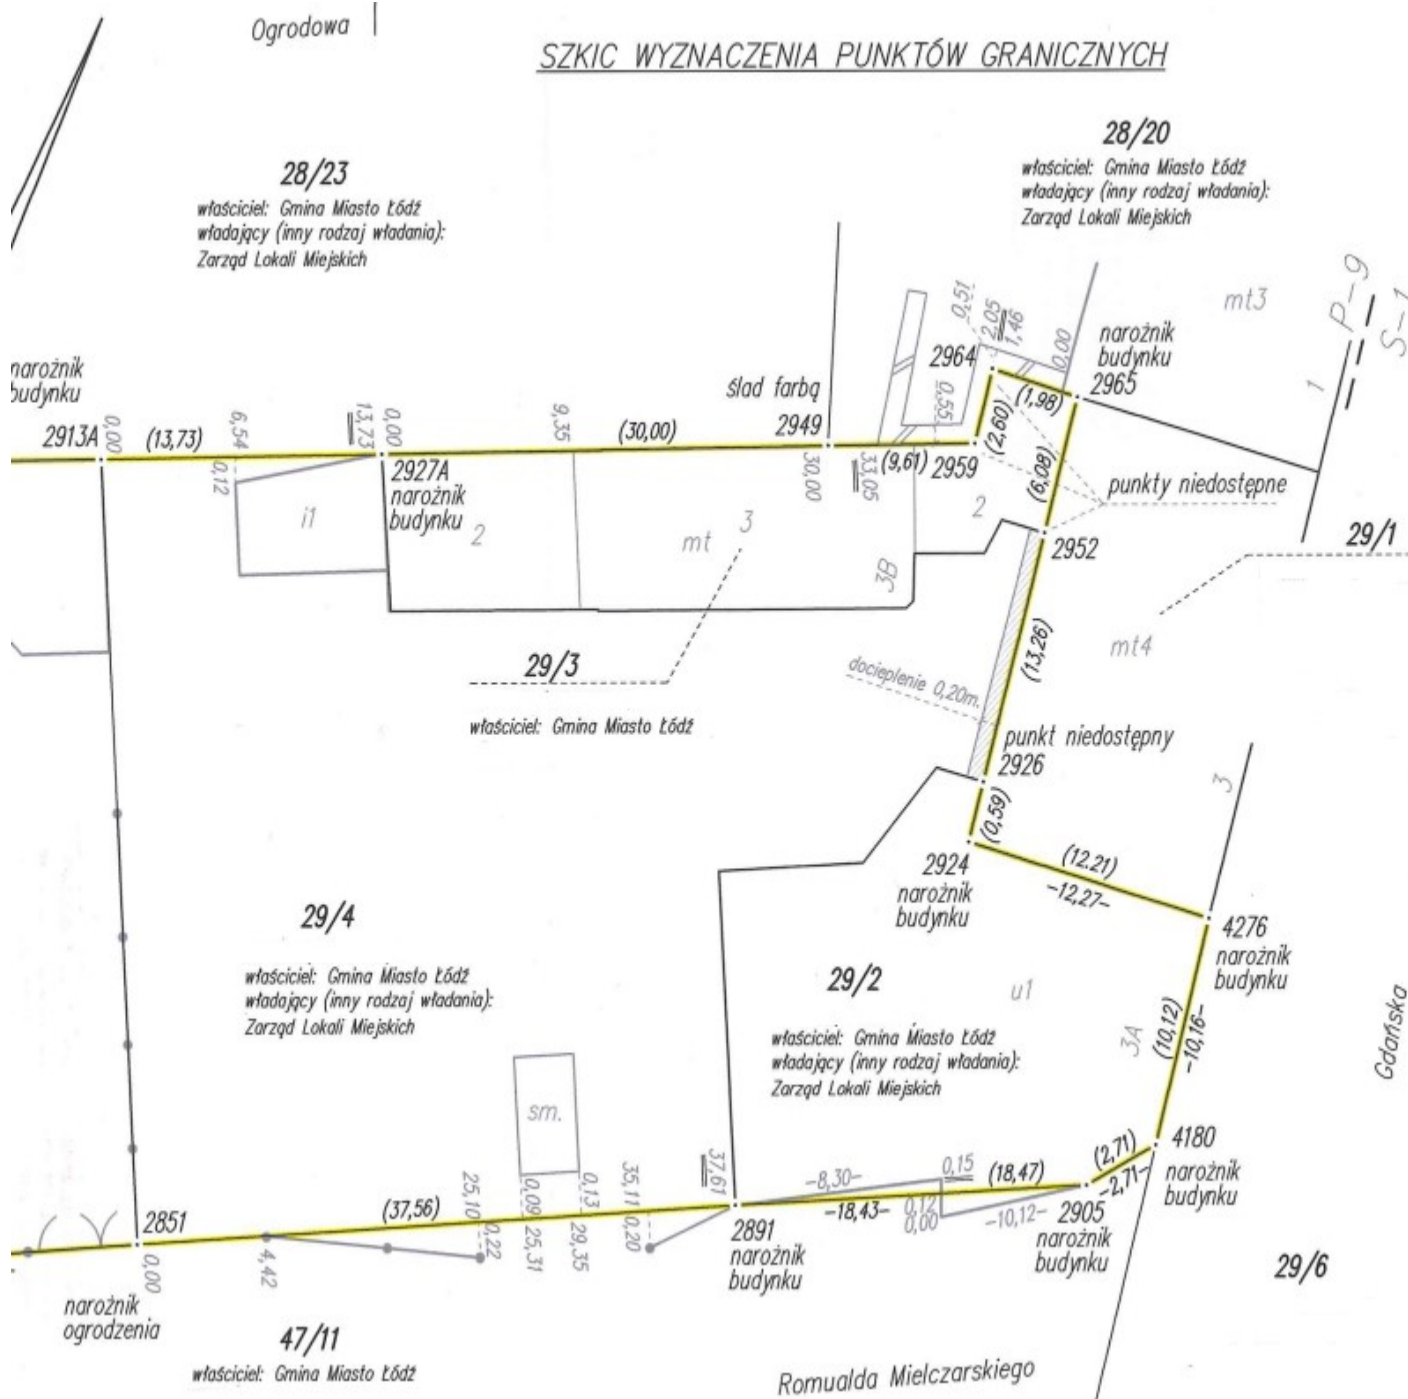 Ogrodowa
SZKIC WYZNACZENIA PUNKTÓW GRANICZNYCH
28/20
właściciel: Gmina Miasto Łódź
władający (inny rodzaj władania):
Zarząd Lokali Miejskich
28/23
właściciel: Gmina Miasto Łódź
władający (inny rodzaj władania):
Zarząd Lokali Miejskich
mt3
P-9
S-1
1
0,51
2,05
1,46
0,00
narożnik
budynku
2964
2965
(1,98)
narożnik
budynku
2913A
0,00
(13,73)
6,54
0,12
13,73
0,00
9,35
(30,00)
ślad farbą
2949
30,00
33,05
0,55
(9,61)
2959
(2,60)
(6,08)
punkty niedostępne
2927A
narożnik
budynku
i1
2
mt
3
3B
2
2952
29/1
mt4
(13,26)
29/3
właściciel: Gmina Miasto Łódź
docieplenie 0,20m.
punkt niedostępny
2926
(0,59)
3
2924
narożnik
budynku
(12.21)
-12,27-
4276
narożnik
budynku
29/4
właściciel: Gmina Miasto Łódź
władający (inny rodzaj władania):
Zarząd Lokali Miejskich
29/2
u1
właściciel: Gmina Miasto Łódź
władający (inny rodzaj władania):
Zarząd Lokali Miejskich
3A
(10,12)
-10,16-
Gdańska
sm.
4180
narożnik
budynku
(2,71)
-2,71-
2851
0,00
4,42
(37,56)
25,10
0,22
0,09
25,31
0,13
29,35
35,11
0,20
37,61
-8,30-
0,15
(18,47)
-18,43-
0,12
0,00
-10,12-
2905
narożnik
budynku
2891
narożnik
budynku
29/6
narożnik
ogrodzenia
47/11
właściciel: Gmina Miasto Łódź
Romualda Mielczarskiego